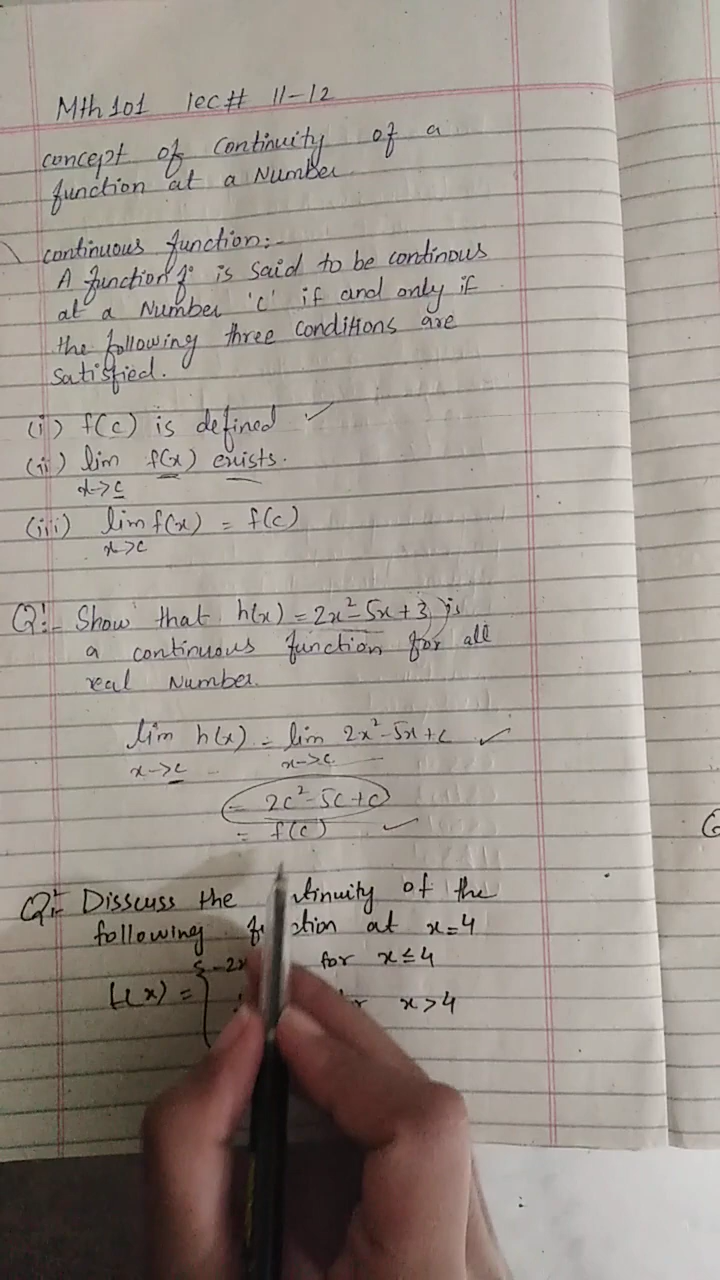 Mth 101 lec# 11-12
concept of Continuity of a
function at a Number
continuous function:-
A function 'f' is said to be continous
at a Number 'c' if and only if
the following three conditions are
satisfied.
(i) f(c) is defined ✓
(ii) lim f(x) exists.
x->c
(iii) lim f(x) = f(c)
x->c
Q1:- Show that h(x) = 2x²-5x+3 is
a continuous function for all
real Number.
lim h(x) = lim 2x²-5x+c ✓
x->c x->c
= 2c²-5c+c
= f(c) ✓
Q2:- Disscuss the of the
following at x=4
for x≤4
f(x) = { x>4